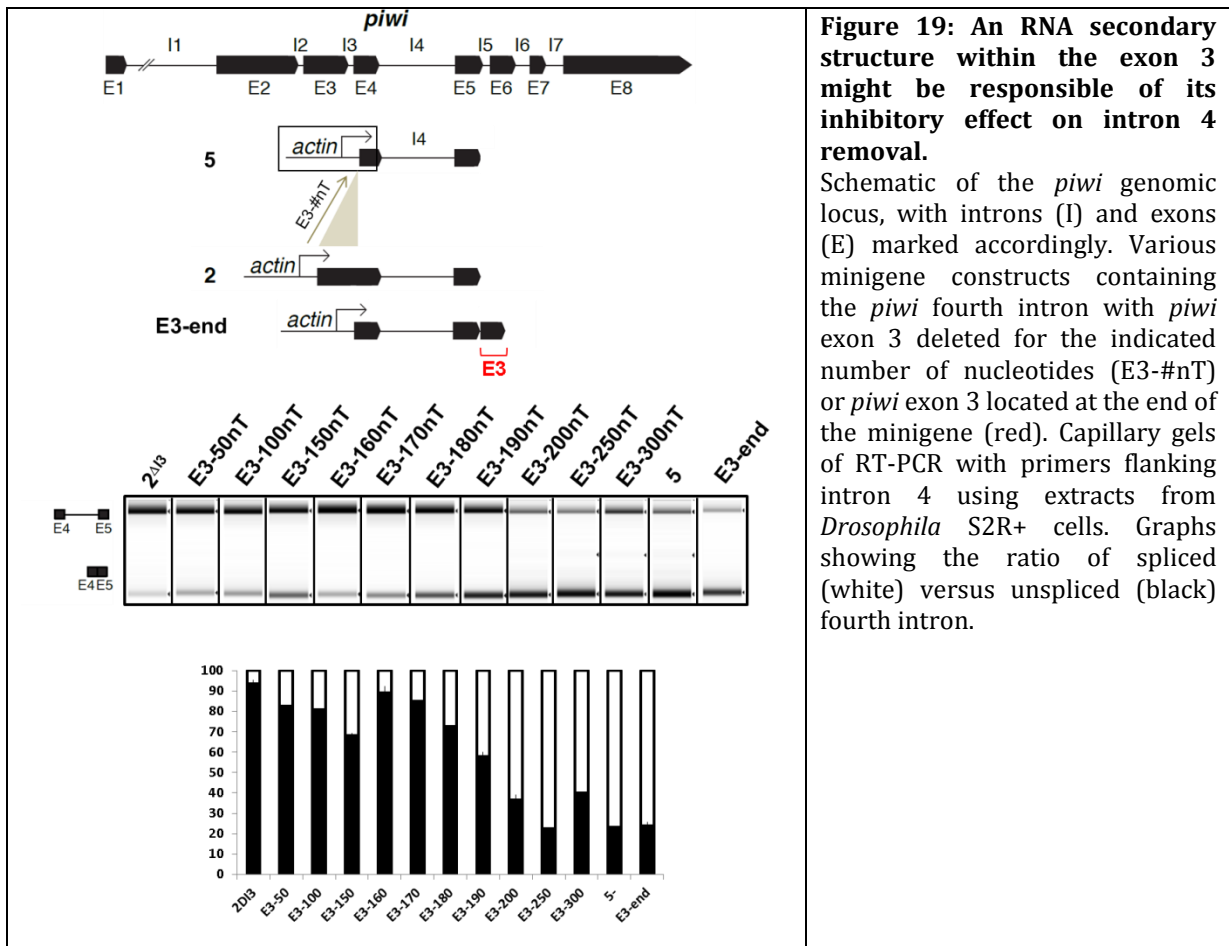 piwi
I1 I2 I3 I4 I5 I6 I7
E1 E2 E3 E4 E5 E6 E7 E8
5 actin I4
E3-#nT
2 actin
E3-end actin
E3
2ΔI3 E3-50nT E3-100nT E3-150nT E3-160nT E3-170nT E3-180nT E3-190nT E3-200nT E3-250nT E3-300nT 5 E3-end
E4 E5
E4E5
100
90
80
70
60
50
40
30
20
10
0
2DI3 E3-50 E3-100 E3-150 E3-160 E3-170 E3-180 E3-190 E3-200 E3-250 E3-300 5- E3-end
Figure 19: An RNA secondary
structure within the exon 3
might be responsible of its
inhibitory effect on intron 4
removal.
Schematic of the piwi genomic
locus, with introns (I) and exons
(E) marked accordingly. Various
minigene constructs containing
the piwi fourth intron with piwi
exon 3 deleted for the indicated
number of nucleotides (E3-#nT)
or piwi exon 3 located at the end of
the minigene (red). Capillary gels
of RT-PCR with primers flanking
intron 4 using extracts from
Drosophila S2R+ cells. Graphs
showing the ratio of spliced
(white) versus unspliced (black)
fourth intron.